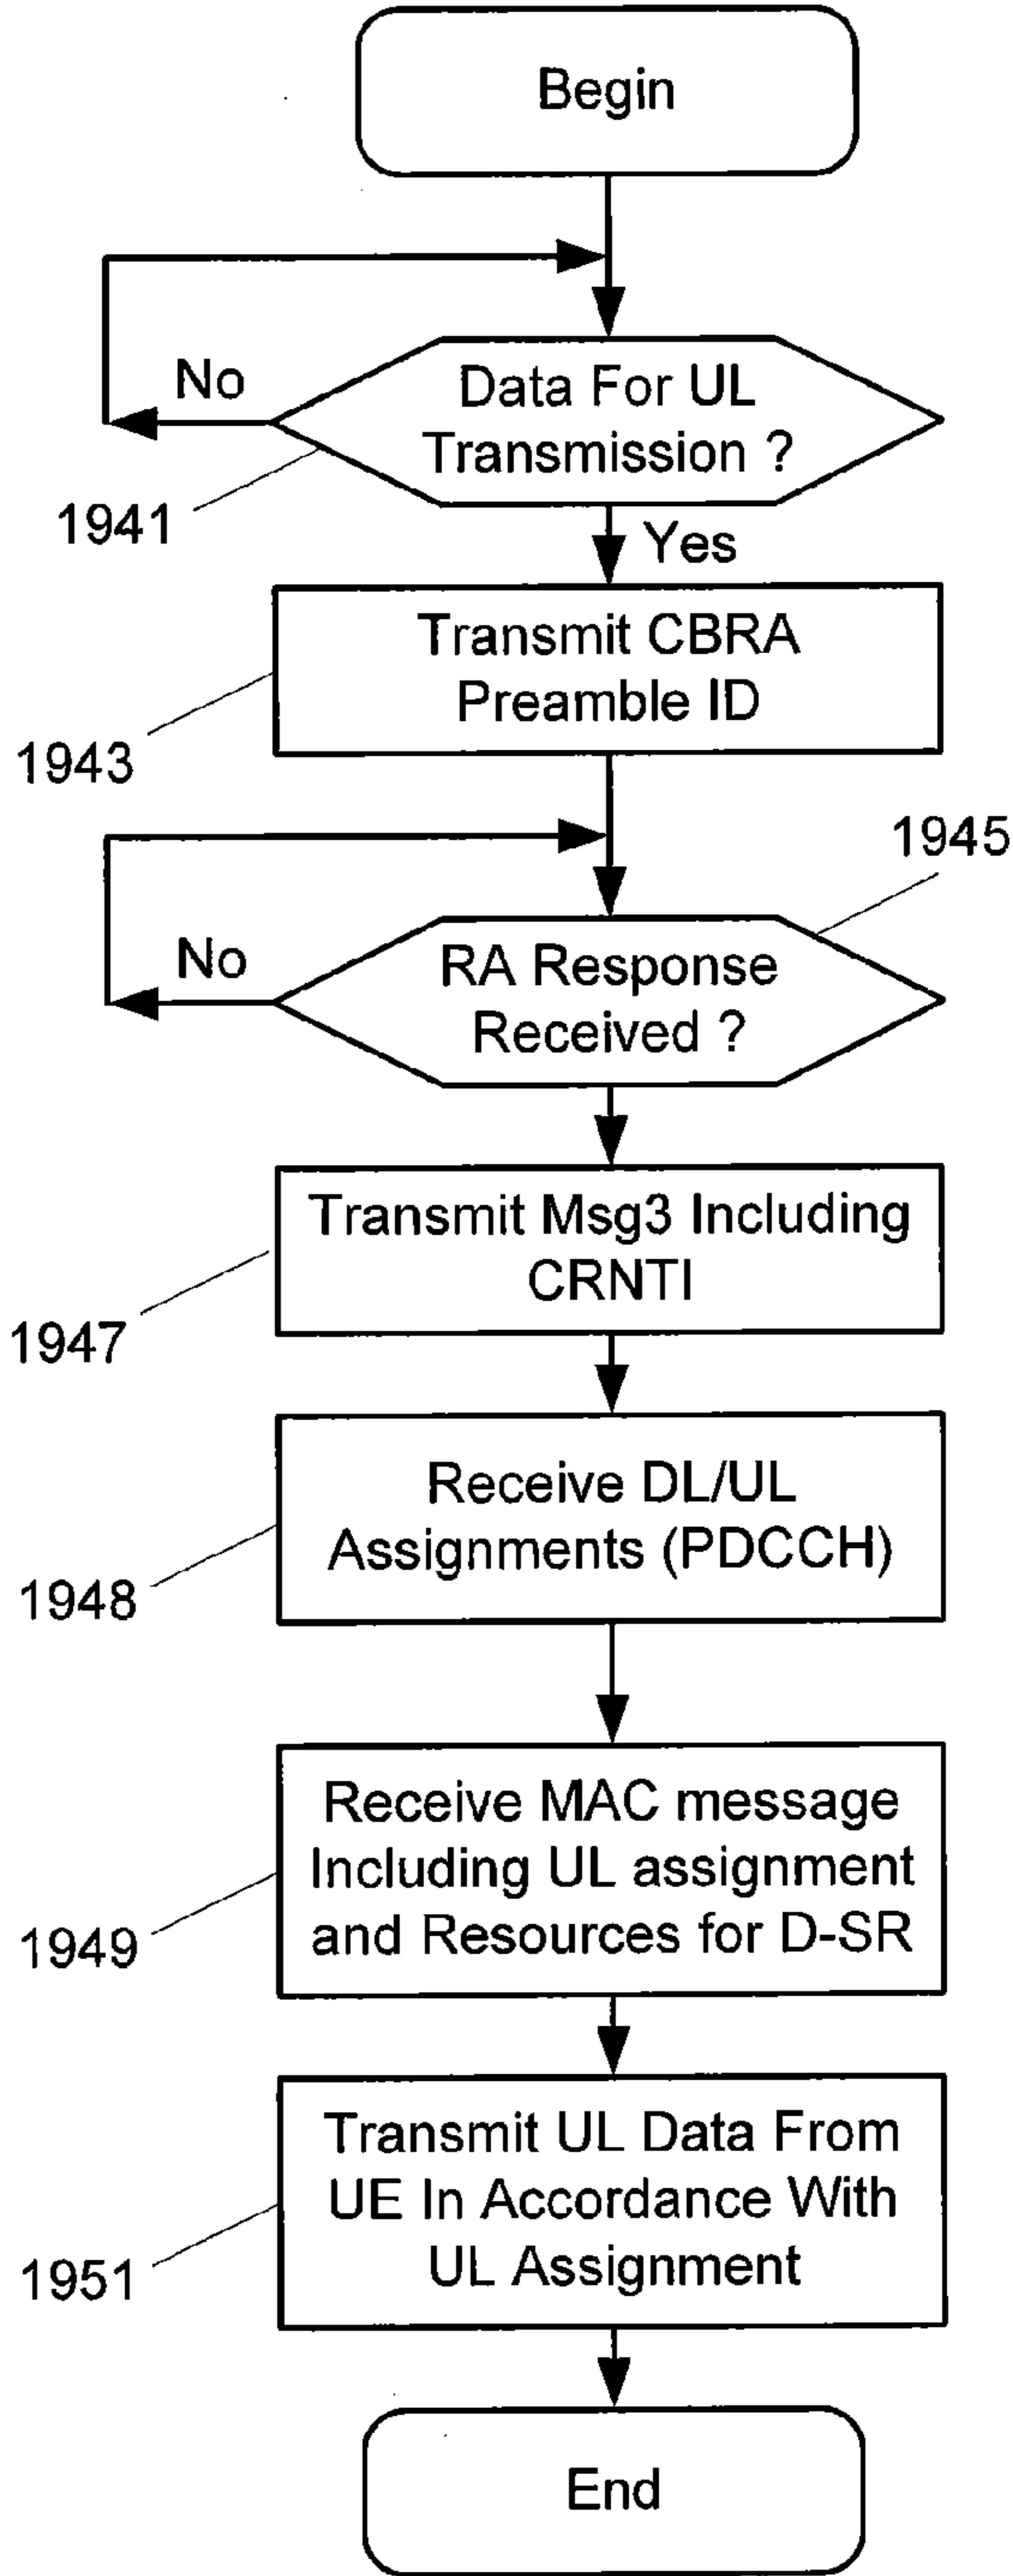 Begin
No
Data For UL
Transmission ?
1941
Yes
Transmit CBRA
Preamble ID
1943
1945
No
RA Response
Received ?
Transmit Msg3 Including
CRNTI
1947
Receive DL/UL
Assignments (PDCCH)
1948
Receive MAC message
Including UL assignment
and Resources for D-SR
1949
Transmit UL Data From
UE In Accordance With
UL Assignment
1951
End